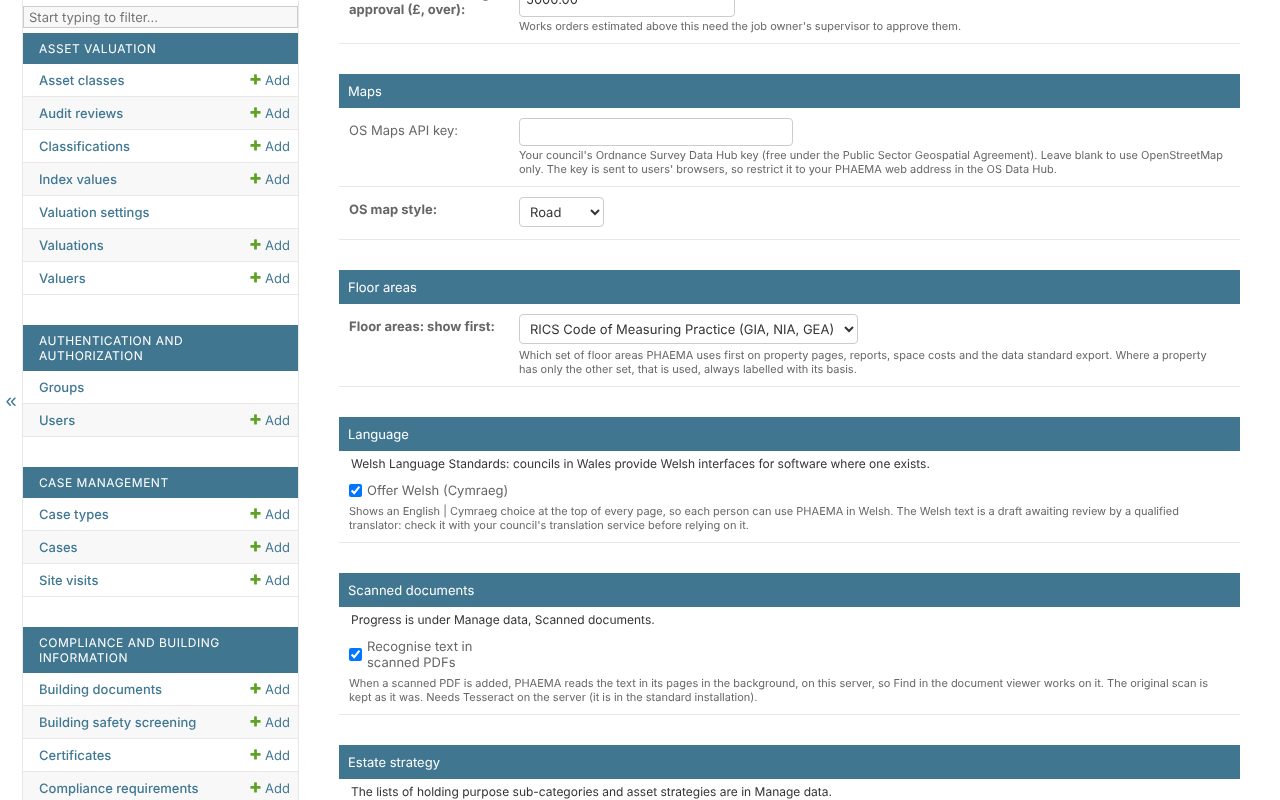 Start typing to filter...
ASSET VALUATION
Asset classes + Add
Audit reviews + Add
Classifications + Add
Index values + Add
Valuation settings
Valuations + Add
Valuers + Add
AUTHENTICATION AND
AUTHORIZATION
Groups
Users + Add
CASE MANAGEMENT
Case types + Add
Cases + Add
Site visits + Add
COMPLIANCE AND BUILDING
INFORMATION
Building documents + Add
Building safety screening + Add
Certificates + Add
Compliance requirements + Add
«
approval (£, over):
Works orders estimated above this need the job owner's supervisor to approve them.
Maps
OS Maps API key:
Your council's Ordnance Survey Data Hub key (free under the Public Sector Geospatial Agreement). Leave blank to use OpenStreetMap
only. The key is sent to users' browsers, so restrict it to your PHAEMA web address in the OS Data Hub.
OS map style: Road
Floor areas
Floor areas: show first: RICS Code of Measuring Practice (GIA, NIA, GEA)
Which set of floor areas PHAEMA uses first on property pages, reports, space costs and the data standard export. Where a property
has only the other set, that is used, always labelled with its basis.
Language
Welsh Language Standards: councils in Wales provide Welsh interfaces for software where one exists.
Offer Welsh (Cymraeg)
Shows an English | Cymraeg choice at the top of every page, so each person can use PHAEMA in Welsh. The Welsh text is a draft awaiting review by a qualified
translator: check it with your council's translation service before relying on it.
Scanned documents
Progress is under Manage data, Scanned documents.
Recognise text in
scanned PDFs
When a scanned PDF is added, PHAEMA reads the text in its pages in the background, on this server, so Find in the document viewer works on it. The original scan is
kept as it was. Needs Tesseract on the server (it is in the standard installation).
Estate strategy
The lists of holding purpose sub-categories and asset strategies are in Manage data.